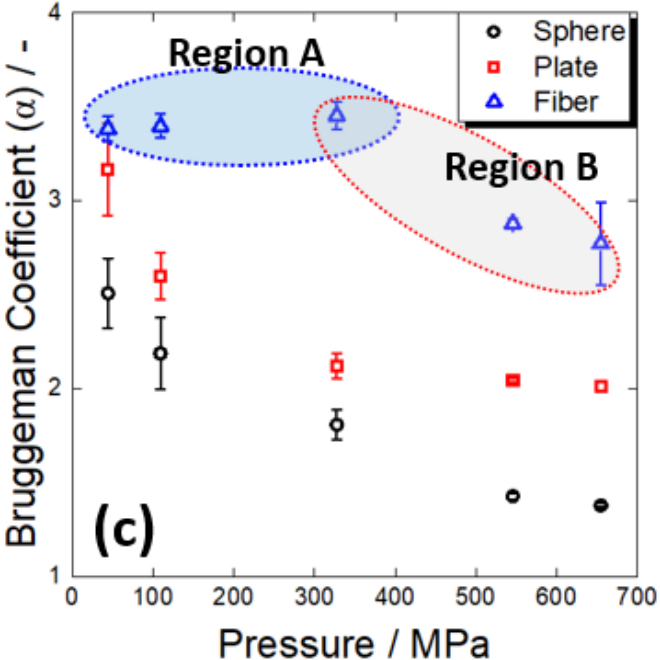 Bruggeman Coefficient (α) / -
4
3
2
1
Region A
Region B
Sphere
Plate
Fiber
(c)
0 100 200 300 400 500 600 700
Pressure / MPa